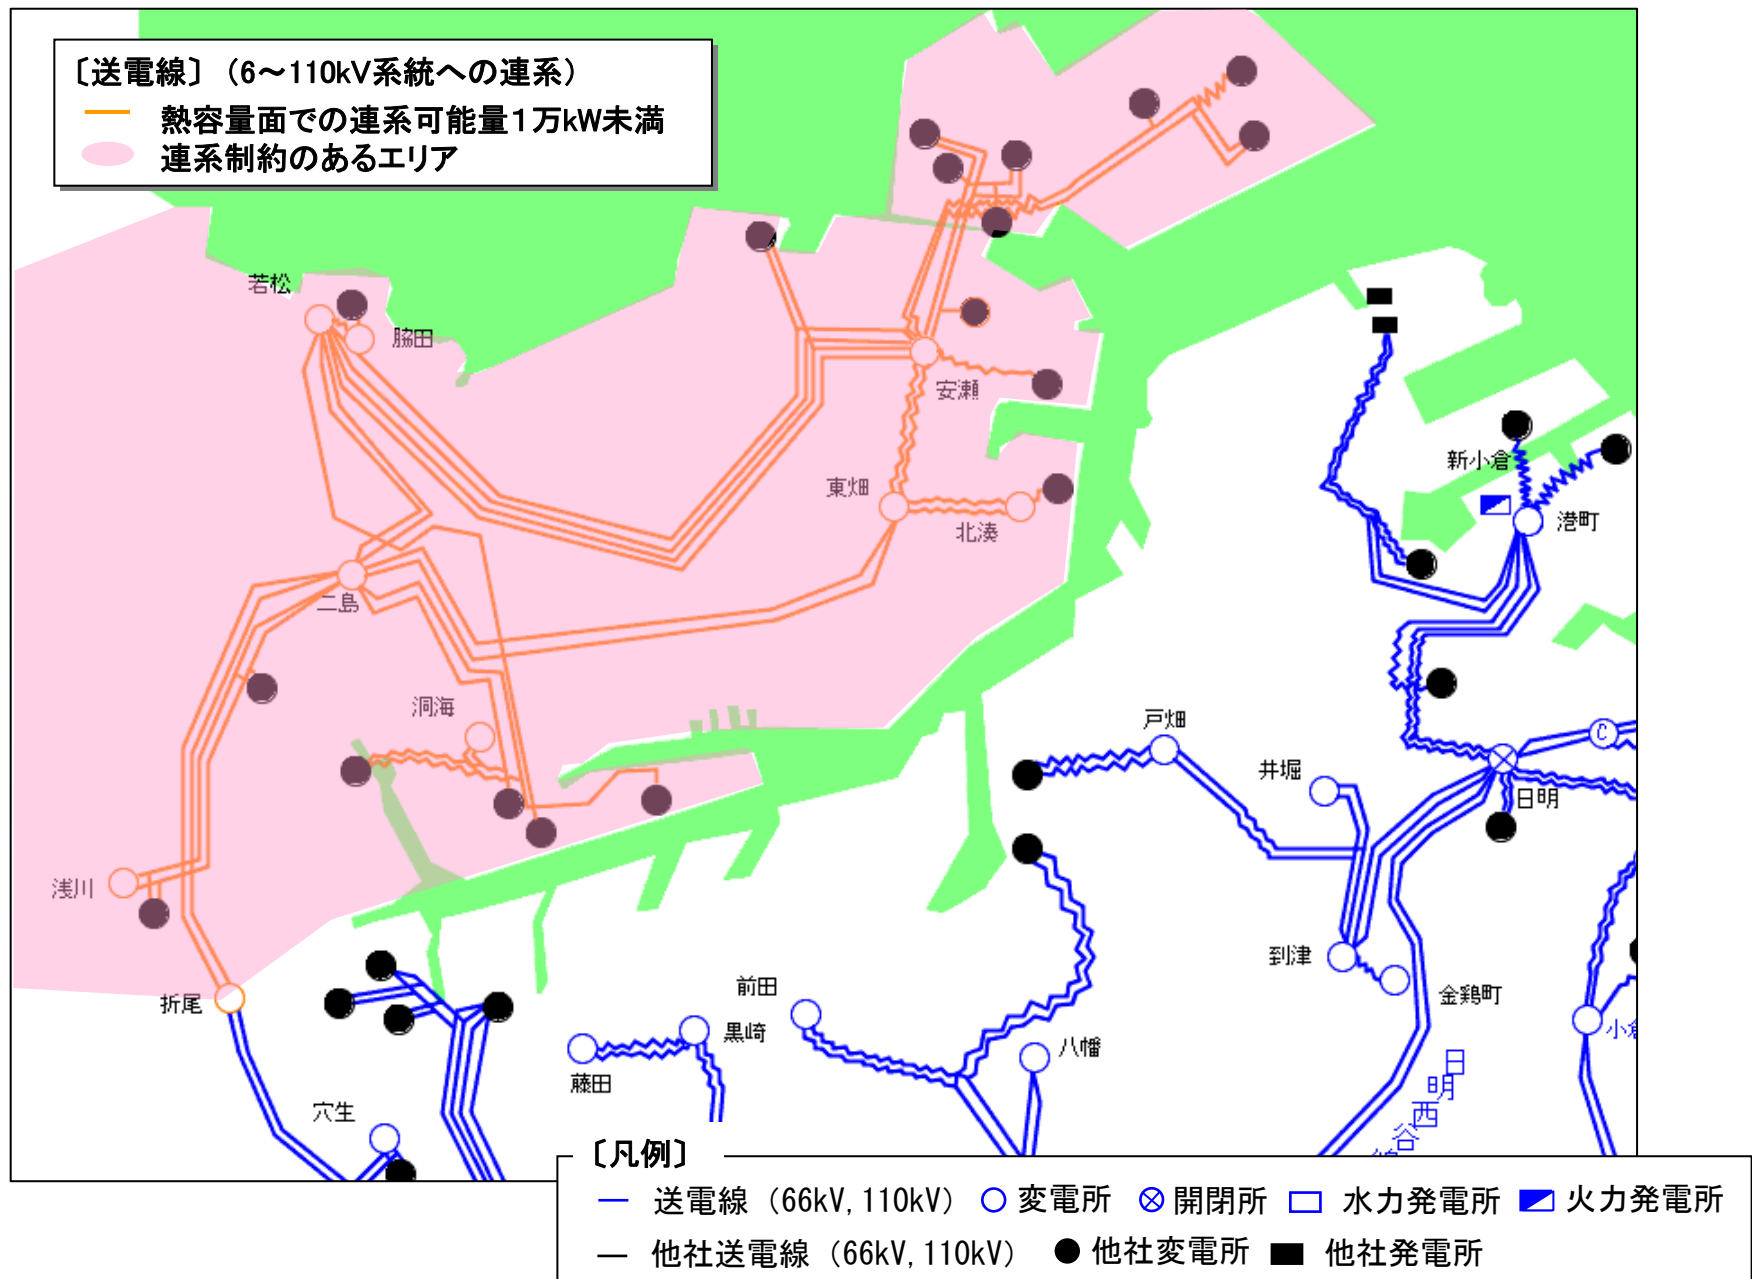 〔送電線〕（6～110kV系統への連系）
熱容量面での連系可能量１万kW未満
連系制約のあるエリア
若松
脇田
安瀬
東畑
北湊
二島
洞海
浅川
折尾
穴生
藤田
黒崎
前田
八幡
戸畑
井堀
到津
金鶏町
新小倉
港町
C
日明
小倉
日明西谷
〔凡例〕
送電線（66kV,110kV） 変電所 開閉所 水力発電所 火力発電所
他社送電線（66kV,110kV） 他社変電所 他社発電所